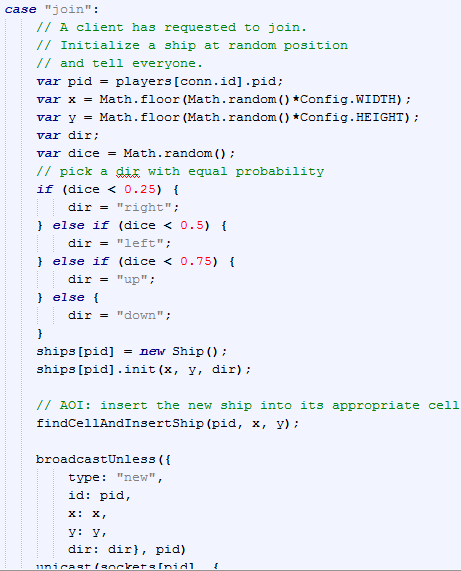 case "join":
// A client has requested to join.
// Initialize a ship at random position
// and tell everyone.
var pid = players[conn.id].pid;
var x = Math.floor(Math.random()*Config.WIDTH);
var y = Math.floor(Math.random()*Config.HEIGHT);
var dir;
var dice = Math.random();
// pick a dir with equal probability
if (dice < 0.25) {
dir = "right";
} else if (dice < 0.5) {
dir = "left";
} else if (dice < 0.75) {
dir = "up";
} else {
dir = "down";
}
ships[pid] = new Ship();
ships[pid].init(x, y, dir);
// AOI: insert the new ship into its appropriate cell
findCellAndInsertShip(pid, x, y);
broadcastUnless({
type: "new",
id: pid,
x: x,
y: y,
dir: dir}, pid)
unicast(sockets[pid], {